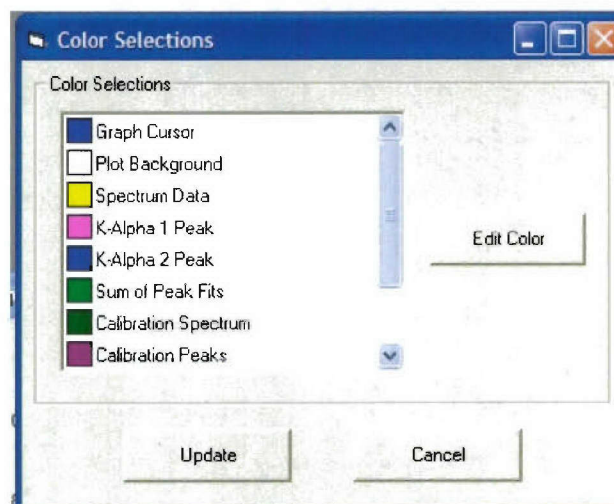 Color Selections
Color Selections
Graph Cursor
Plot Background
Spectrum Data
K-Alpha 1 Peak
K-Alpha 2 Peak
Sum of Peak Fits
Calibration Spectrum
Calibration Peaks
Edit Color
Update
Cancel